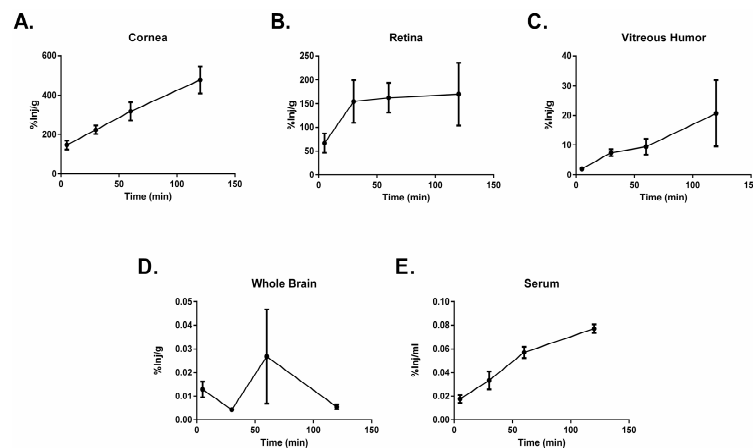 A.
Cornea
600
400
200
0
%Inj/g
0 50 100 150
Time (min)
B.
Retina
250
200
150
100
50
0
%Inj/g
0 50 100 150
Time (min)
C.
Vitreous Humor
40
30
20
10
0
%Inj/g
0 50 100 150
Time (min)
D.
Whole Brain
0.05
0.04
0.03
0.02
0.01
0.00
%Inj/g
0 50 100 150
Time (min)
E.
Serum
0.10
0.08
0.06
0.04
0.02
0.00
%Inj/ml
0 50 100 150
Time (min)